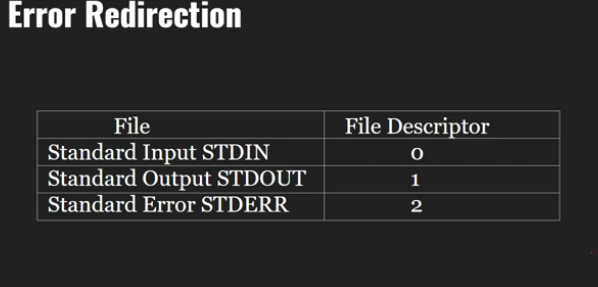 Error Redirection
File File Descriptor
Standard Input STDIN 0
Standard Output STDOUT 1
Standard Error STDERR 2